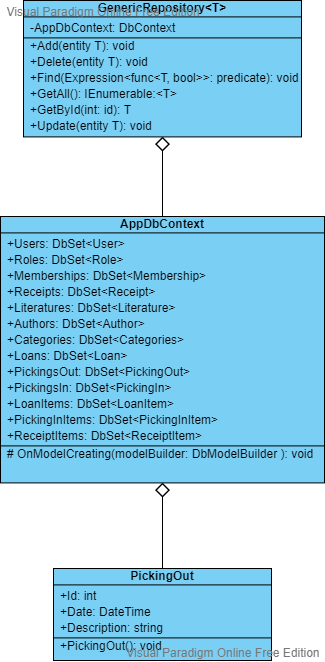 GenericRepository<T>
Visual Paradigm Online Free Edition
-AppDbContext: DbContext
+Add(entity T): void
+Delete(entity T): void
+Find(Expression<func<T, bool>>: predicate): void
+GetAll(): IEnumerable:<T>
+GetById(int: id): T
+Update(entity T): void
AppDbContext
+Users: DbSet<User>
+Roles: DbSet<Role>
+Memberships: DbSet<Membership>
+Receipts: DbSet<Receipt>
+Literatures: DbSet<Literature>
+Authors: DbSet<Author>
+Categories: DbSet<Categories>
+Loans: DbSet<Loan>
+PickingsOut: DbSet<PickingOut>
+PickingsIn: DbSet<PickingIn>
+LoanItems: DbSet<LoanItem>
+PickingInItems: DbSet<PickingInItem>
+ReceiptItems: DbSet<ReceiptItem>
# OnModelCreating(modelBuilder: DbModelBuilder ): void
PickingOut
+Id: int
+Date: DateTime
+Description: string
+PickingOut(): void
Visual Paradigm Online Free Edition